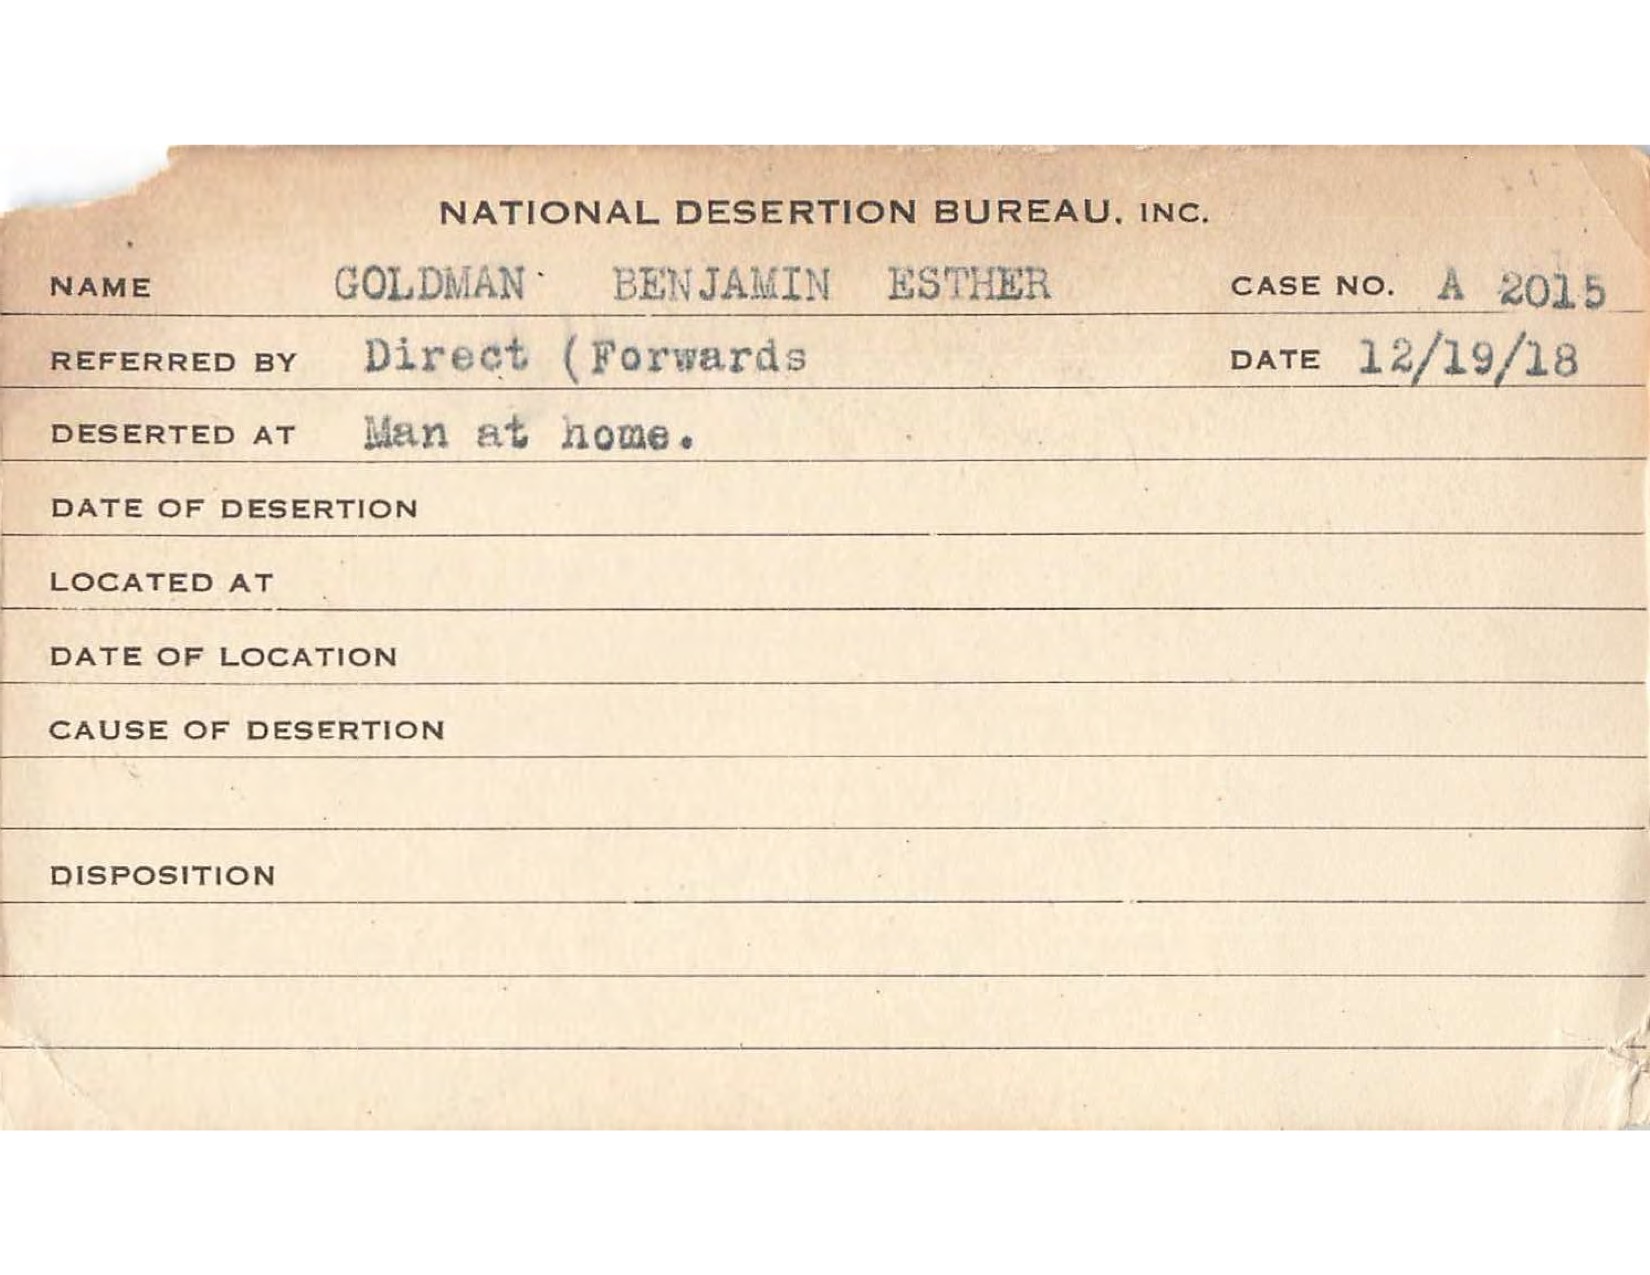 NATIONAL DESERTION BUREAU, INC.
NAME GOLDMAN BENJAMIN ESTHER CASE NO. A 2015
REFERRED BY Direct (Forwards DATE 12/19/18
DESERTED AT Man at home.
DATE OF DESERTION
LOCATED AT
DATE OF LOCATION
CAUSE OF DESERTION
DISPOSITION